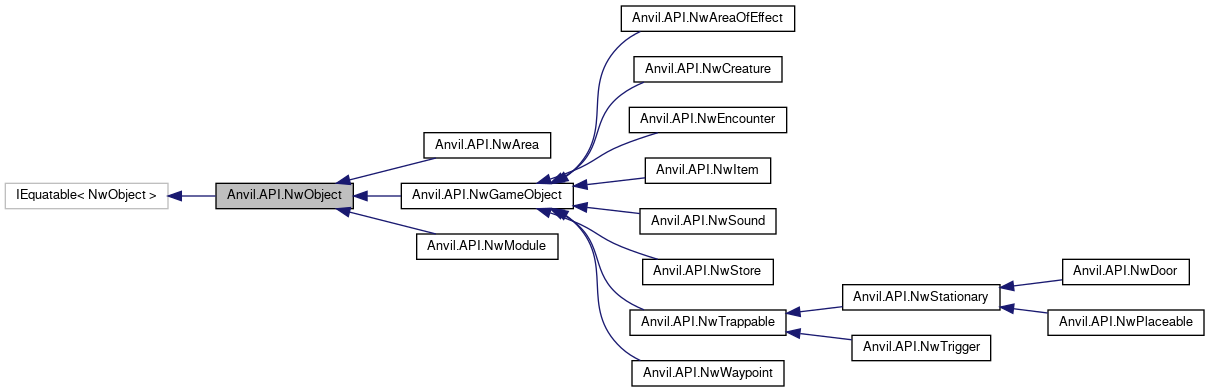 Anvil.API.NwAreaOfEffect
Anvil.API.NwCreature
Anvil.API.NwEncounter
Anvil.API.NwArea
Anvil.API.NwItem
IEquatable< NwObject >
Anvil.API.NwObject
Anvil.API.NwGameObject
Anvil.API.NwSound
Anvil.API.NwModule
Anvil.API.NwStore
Anvil.API.NwDoor
Anvil.API.NwStationary
Anvil.API.NwTrappable
Anvil.API.NwPlaceable
Anvil.API.NwTrigger
Anvil.API.NwWaypoint